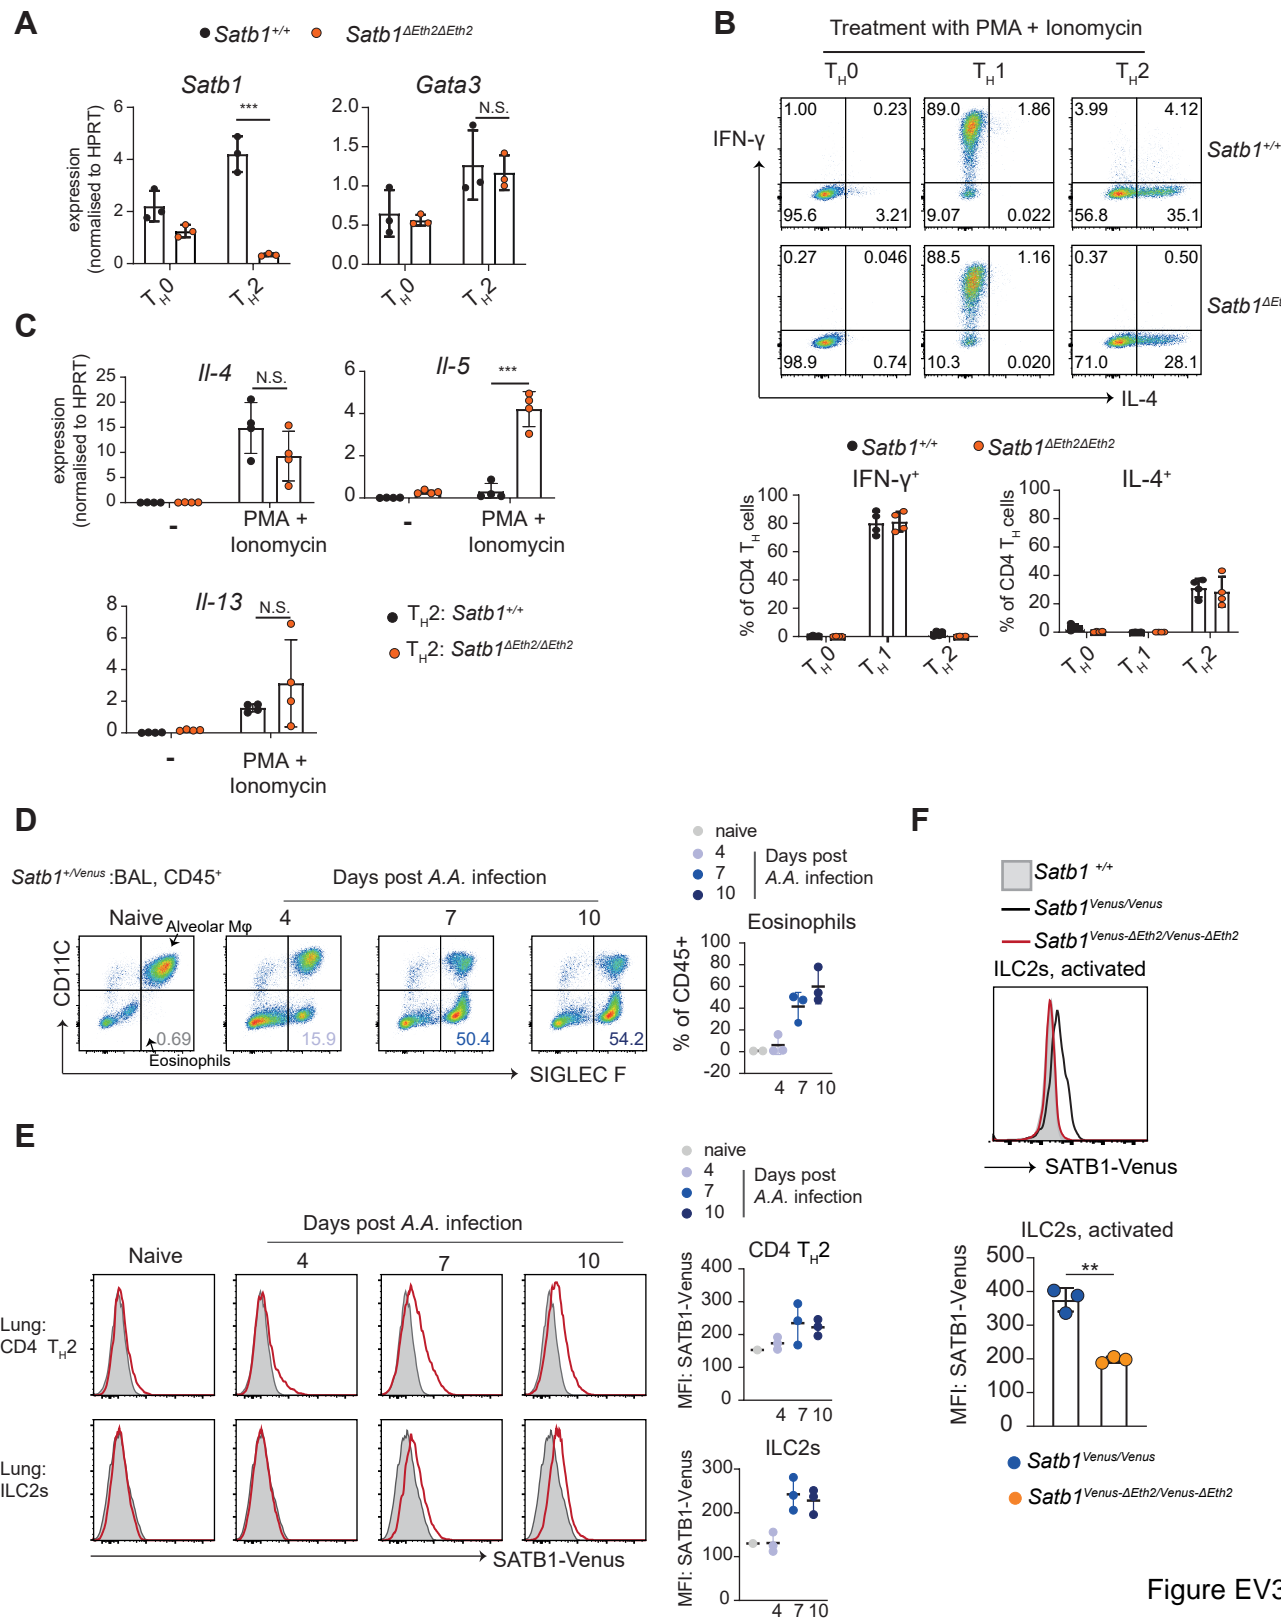 A
Satb1+/+ Satb1ΔEth2ΔEth2
Satb1
expression
(normalised to HPRT)
6
4
2
0
***
TH0
TH2
Gata3
2.0
1.5
1.0
0.5
0.0
N.S.
TH0
TH2
B
Treatment with PMA + Ionomycin
TH0 TH1 TH2
IFN-γ
1.00 0.23 89.0 1.86 3.99 4.12
Satb1+/+
95.6 3.21 9.07 0.022 56.8 35.1
0.27 0.046 88.5 1.16 0.37 0.50
Satb1ΔEt
98.9 0.74 10.3 0.020 71.0 28.1
IL-4
Satb1+/+ Satb1ΔEth2ΔEth2
IFN-γ+
% of CD4 TH cells
100
80
60
40
20
0
TH0
TH1
TH2
IL-4+
% of CD4 TH cells
100
80
60
40
20
0
TH0
TH1
TH2
C
Il-4
expression
(normalised to HPRT)
25
20
15
10
5
0
N.S.
-
PMA +
Ionomycin
Il-5
6
4
2
0
***
-
PMA +
Ionomycin
Il-13
8
6
4
2
0
N.S.
-
PMA +
Ionomycin
TH2: Satb1+/+
TH2: Satb1ΔEth2/ΔEth2
D
Satb1+/Venus :BAL, CD45+
Days post A.A. infection
Naive 4 7 10
Alveolar Mφ
CD11C
0.69 15.9 50.4 54.2
Eosinophils
SIGLEC F
naive
4
7
10
Days post
A.A. infection
Eosinophils
% of CD45+
100
80
60
40
20
0
-20
4 7 10
E
Days post A.A. infection
Naive 4 7 10
Lung:
CD4 TH2
Lung:
ILC2s
SATB1-Venus
naive
4
7
10
Days post
A.A. infection
CD4 TH2
MFI: SATB1-Venus
400
300
200
100
0
4 7 10
ILC2s
MFI: SATB1-Venus
300
200
100
0
4 7 10
F
Satb1 +/+
Satb1Venus/Venus
Satb1Venus-ΔEth2/Venus-ΔEth2
ILC2s, activated
SATB1-Venus
ILC2s, activated
MFI: SATB1-Venus
500
400
300
200
100
0
**
Satb1Venus/Venus
Satb1Venus-ΔEth2/Venus-ΔEth2
Figure EV3